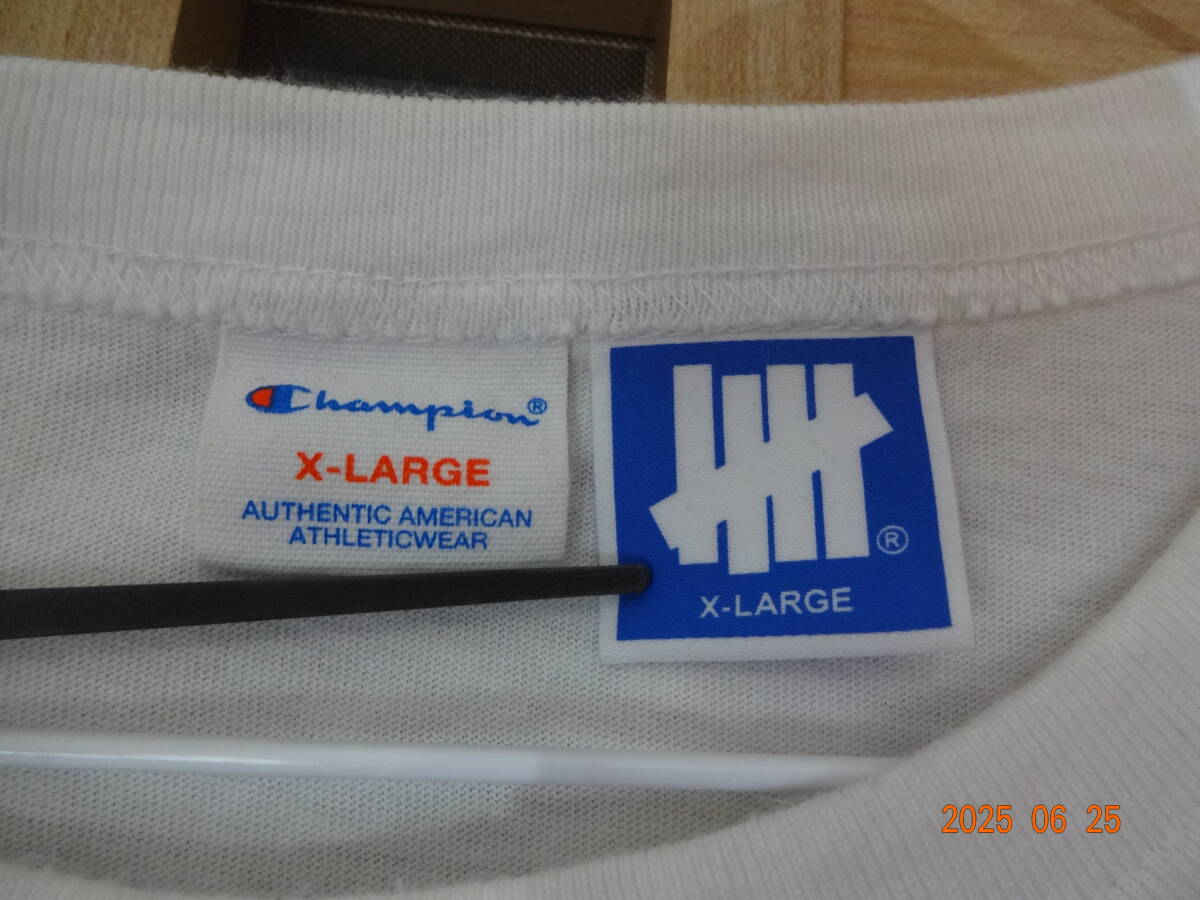 Champion®
X-LARGE
AUTHENTIC AMERICAN
ATHLETICWEAR
®
X-LARGE
2025 06 25